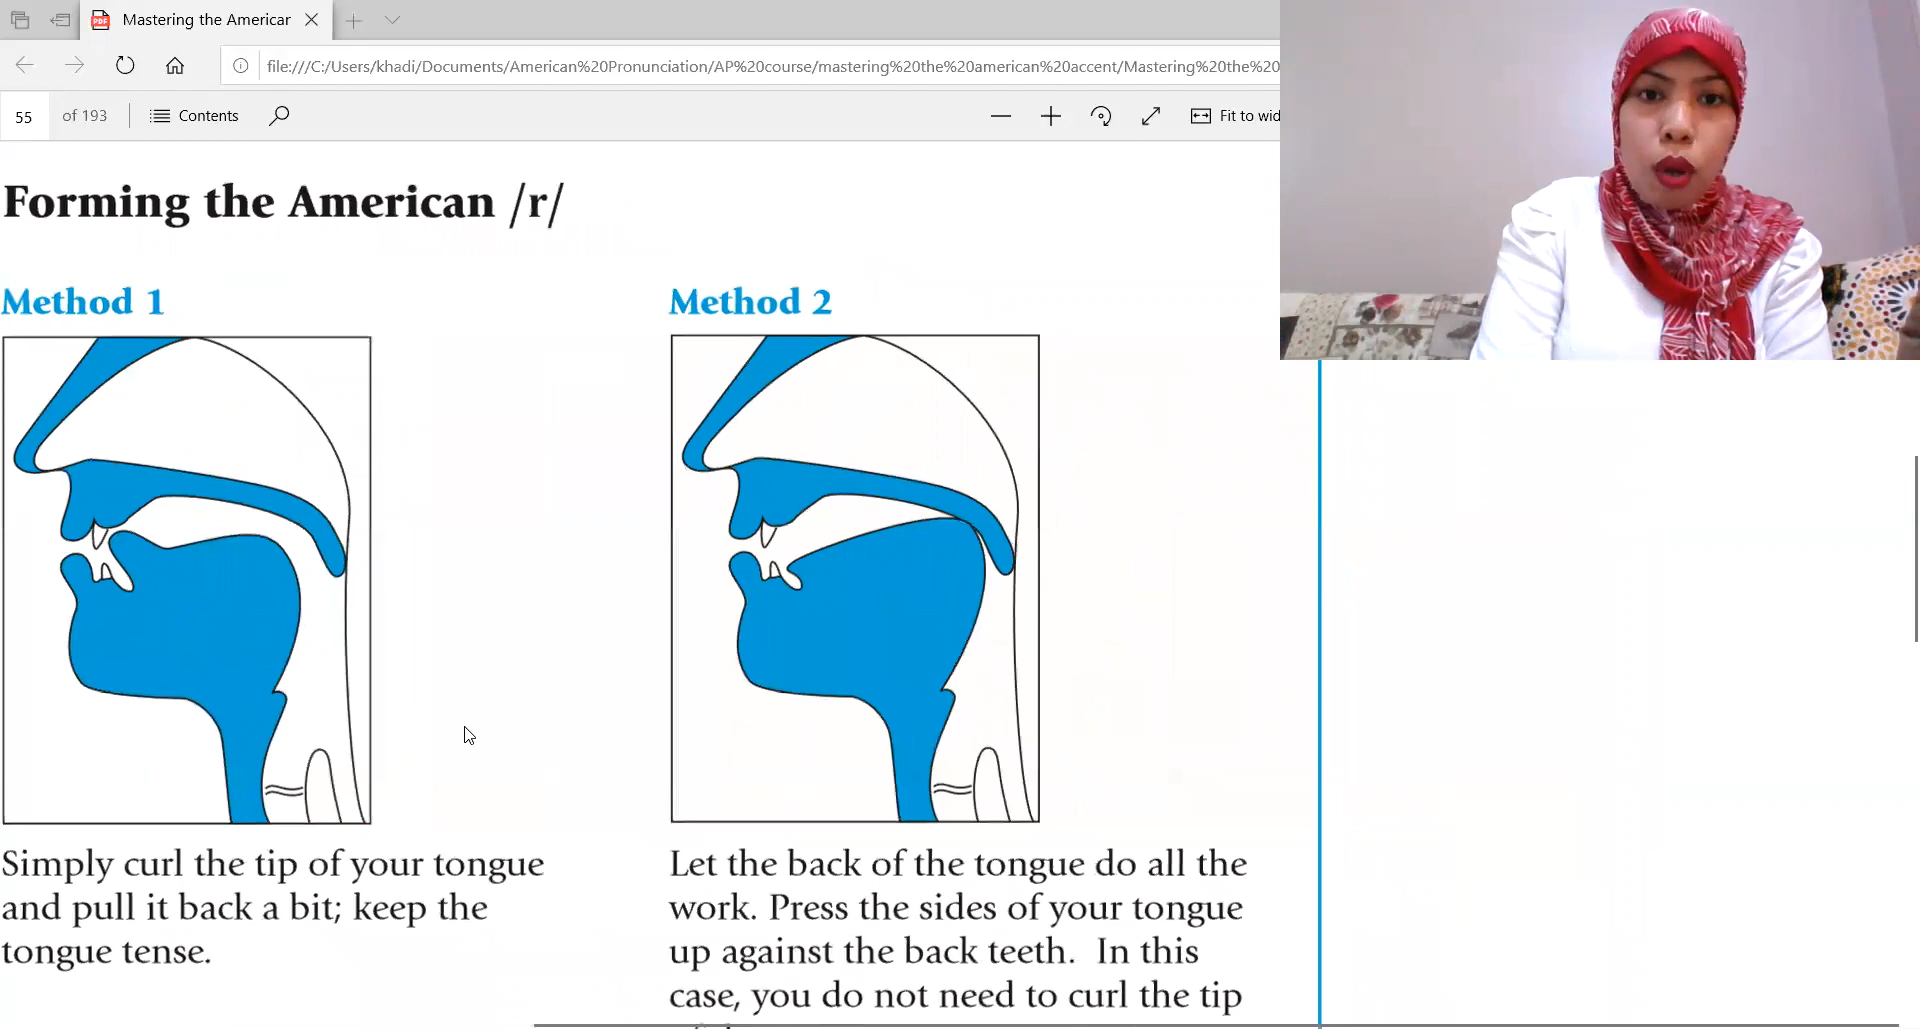 Mastering the Americar
file:///C:/Users/khadi/Documents/American%20Pronunciation/AP%20course/mastering%20the%20american%20accent/Mastering%20the%20
55 of 193 Contents Fit to wid
Forming the American /r/
Method 1
Simply curl the tip of your tongue
and pull it back a bit; keep the
tongue tense.
Method 2
Let the back of the tongue do all the
work. Press the sides of your tongue
up against the back teeth. In this
case, you do not need to curl the tip